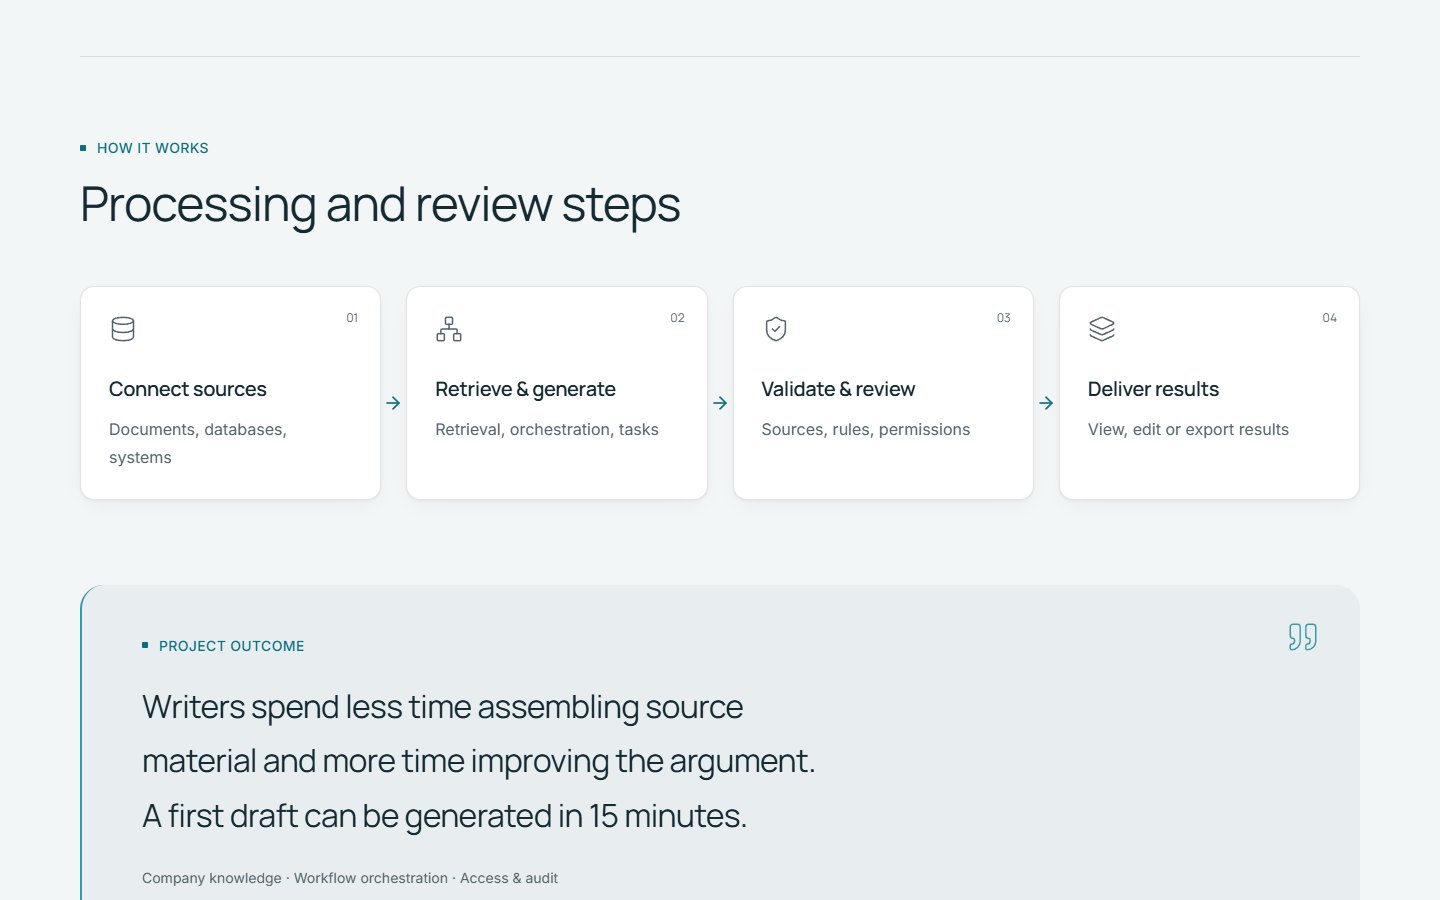 HOW IT WORKS
Processing and review steps
01
Connect sources
Documents, databases,
systems
02
Retrieve & generate
Retrieval, orchestration, tasks
03
Validate & review
Sources, rules, permissions
04
Deliver results
View, edit or export results
PROJECT OUTCOME
Writers spend less time assembling source
material and more time improving the argument.
A first draft can be generated in 15 minutes.
Company knowledge · Workflow orchestration · Access & audit